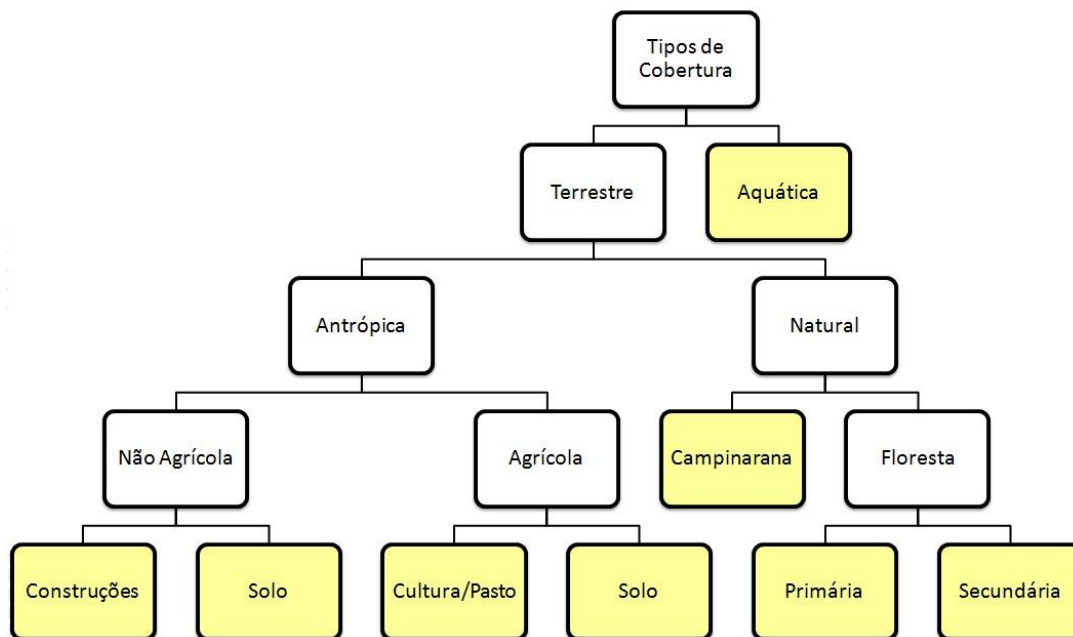 Tipos de
Cobertura
Terrestre
Aquática
Antrópica
Natural
Não Agrícola
Agrícola
Campinarana
Floresta
Construções
Solo
Cultura/Pasto
Solo
Primária
Secundária